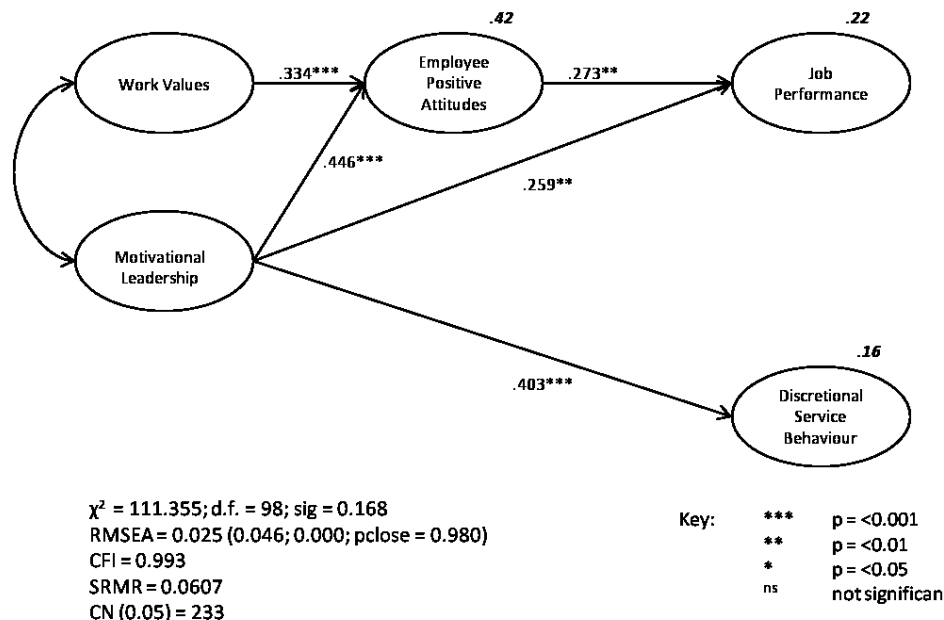 .42
.22
Work Values
.334***
Employee
Positive
Attitudes
.273**
Job
Performance
.446***
.259**
Motivational
Leadership
.16
.403***
Discretional
Service
Behaviour
χ² = 111.355; d.f. = 98; sig = 0.168
RMSEA = 0.025 (0.046; 0.000; pclose = 0.980)
CFI = 0.993
SRMR = 0.0607
CN (0.05) = 233
Key: *** p = <0.001
** p = <0.01
* p = <0.05
ns not significan